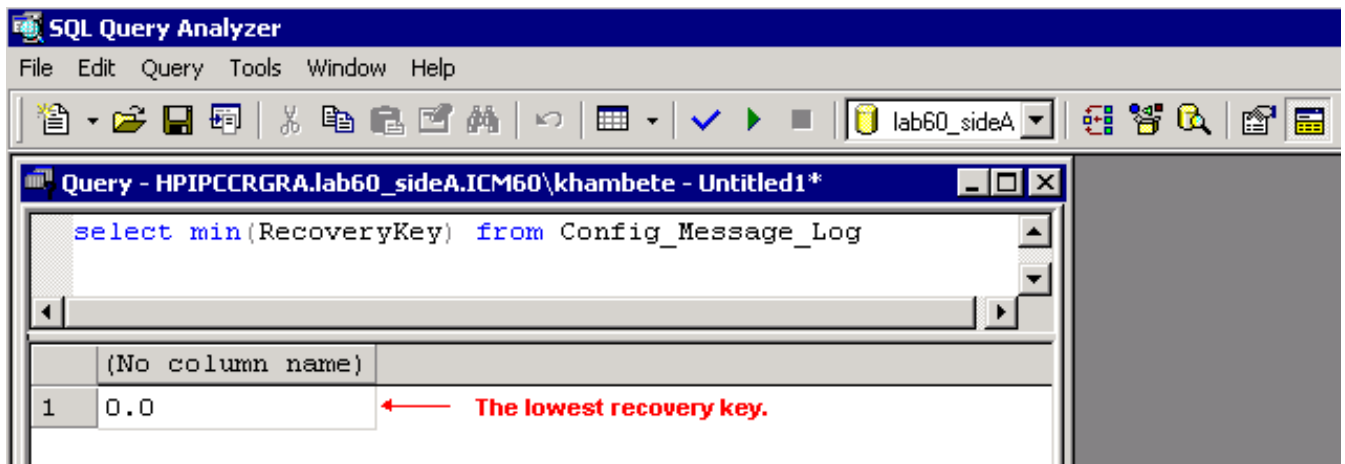 SQL Query Analyzer
File Edit Query Tools Window Help
lab60_sideA
Query - HPIPCCRGRA.lab60_sideA.ICM60\khambete - Untitled1*
select min(RecoveryKey) from Config_Message_Log
(No column name)
1 0.0 The lowest recovery key.